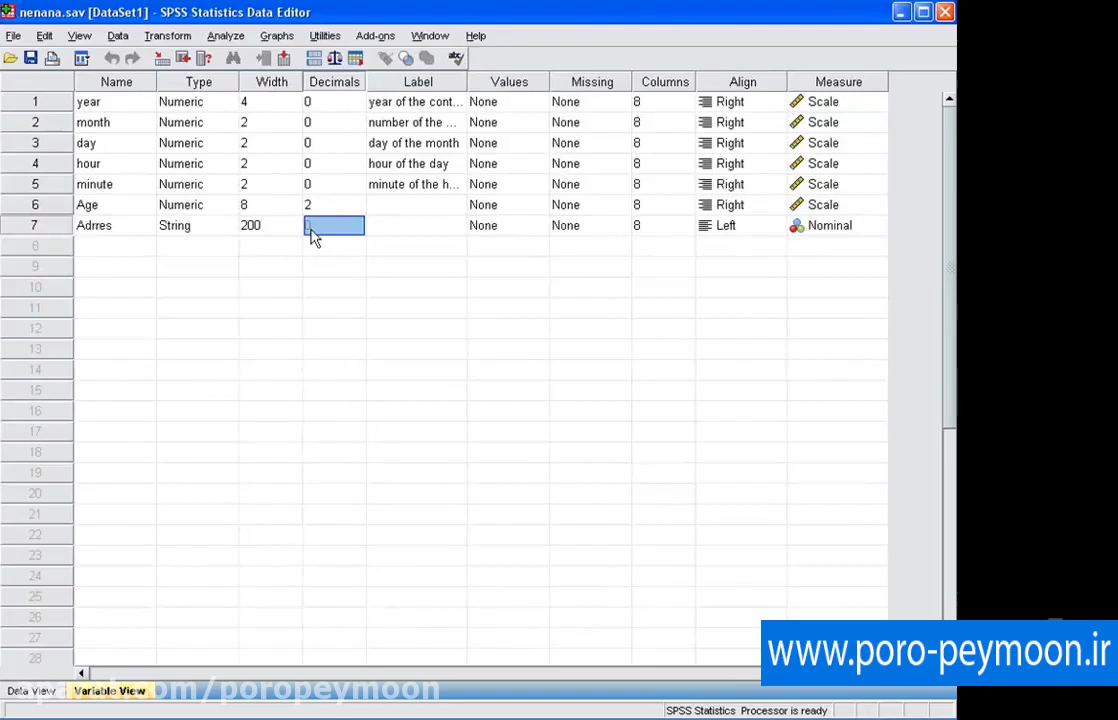 nenana.sav [DataSet1] - SPSS Statistics Data Editor
File Edit View Data Transform Analyze Graphs Utilities Add-ons Window Help
Name Type Width Decimals Label Values Missing Columns Align Measure
1 year Numeric 4 0 year of the cont... None None 8 Right Scale
2 month Numeric 2 0 number of the ... None None 8 Right Scale
3 day Numeric 2 0 day of the month None None 8 Right Scale
4 hour Numeric 2 0 hour of the day None None 8 Right Scale
5 minute Numeric 2 0 minute of the h... None None 8 Right Scale
6 Age Numeric 8 2 None None 8 Right Scale
7 Adrres String 200 0 None None 8 Left Nominal
8
9
10
11
12
13
14
15
16
17
18
19
20
21
22
23
24
25
26
27
28
www.poro-peymoon.ir
Data View Variable View
.com/poropeymoon
SPSS Statistics Processor is ready